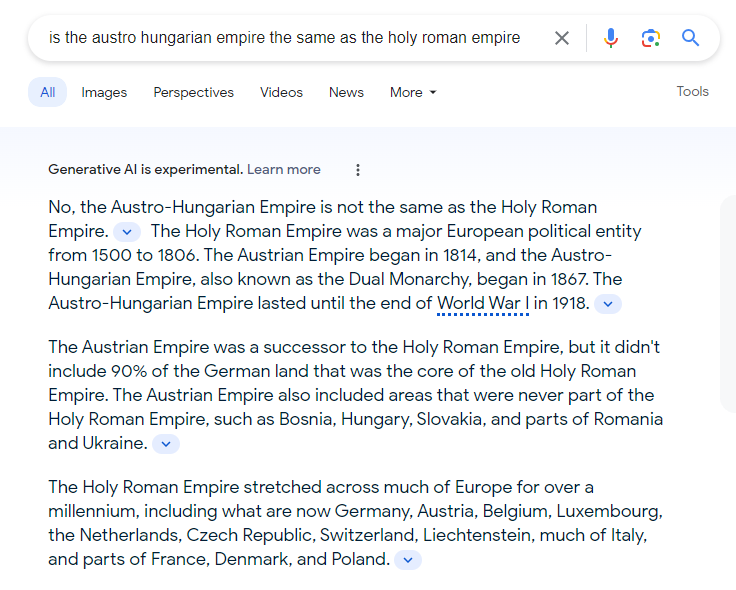 is the austro hungarian empire the same as the holy roman empire
All Images Perspectives Videos News More Tools
Generative AI is experimental. Learn more
No, the Austro-Hungarian Empire is not the same as the Holy Roman
Empire. The Holy Roman Empire was a major European political entity
from 1500 to 1806. The Austrian Empire began in 1814, and the Austro-
Hungarian Empire, also known as the Dual Monarchy, began in 1867. The
Austro-Hungarian Empire lasted until the end of World War I in 1918.
The Austrian Empire was a successor to the Holy Roman Empire, but it didn't
include 90% of the German land that was the core of the old Holy Roman
Empire. The Austrian Empire also included areas that were never part of the
Holy Roman Empire, such as Bosnia, Hungary, Slovakia, and parts of Romania
and Ukraine.
The Holy Roman Empire stretched across much of Europe for over a
millennium, including what are now Germany, Austria, Belgium, Luxembourg,
the Netherlands, Czech Republic, Switzerland, Liechtenstein, much of Italy,
and parts of France, Denmark, and Poland.